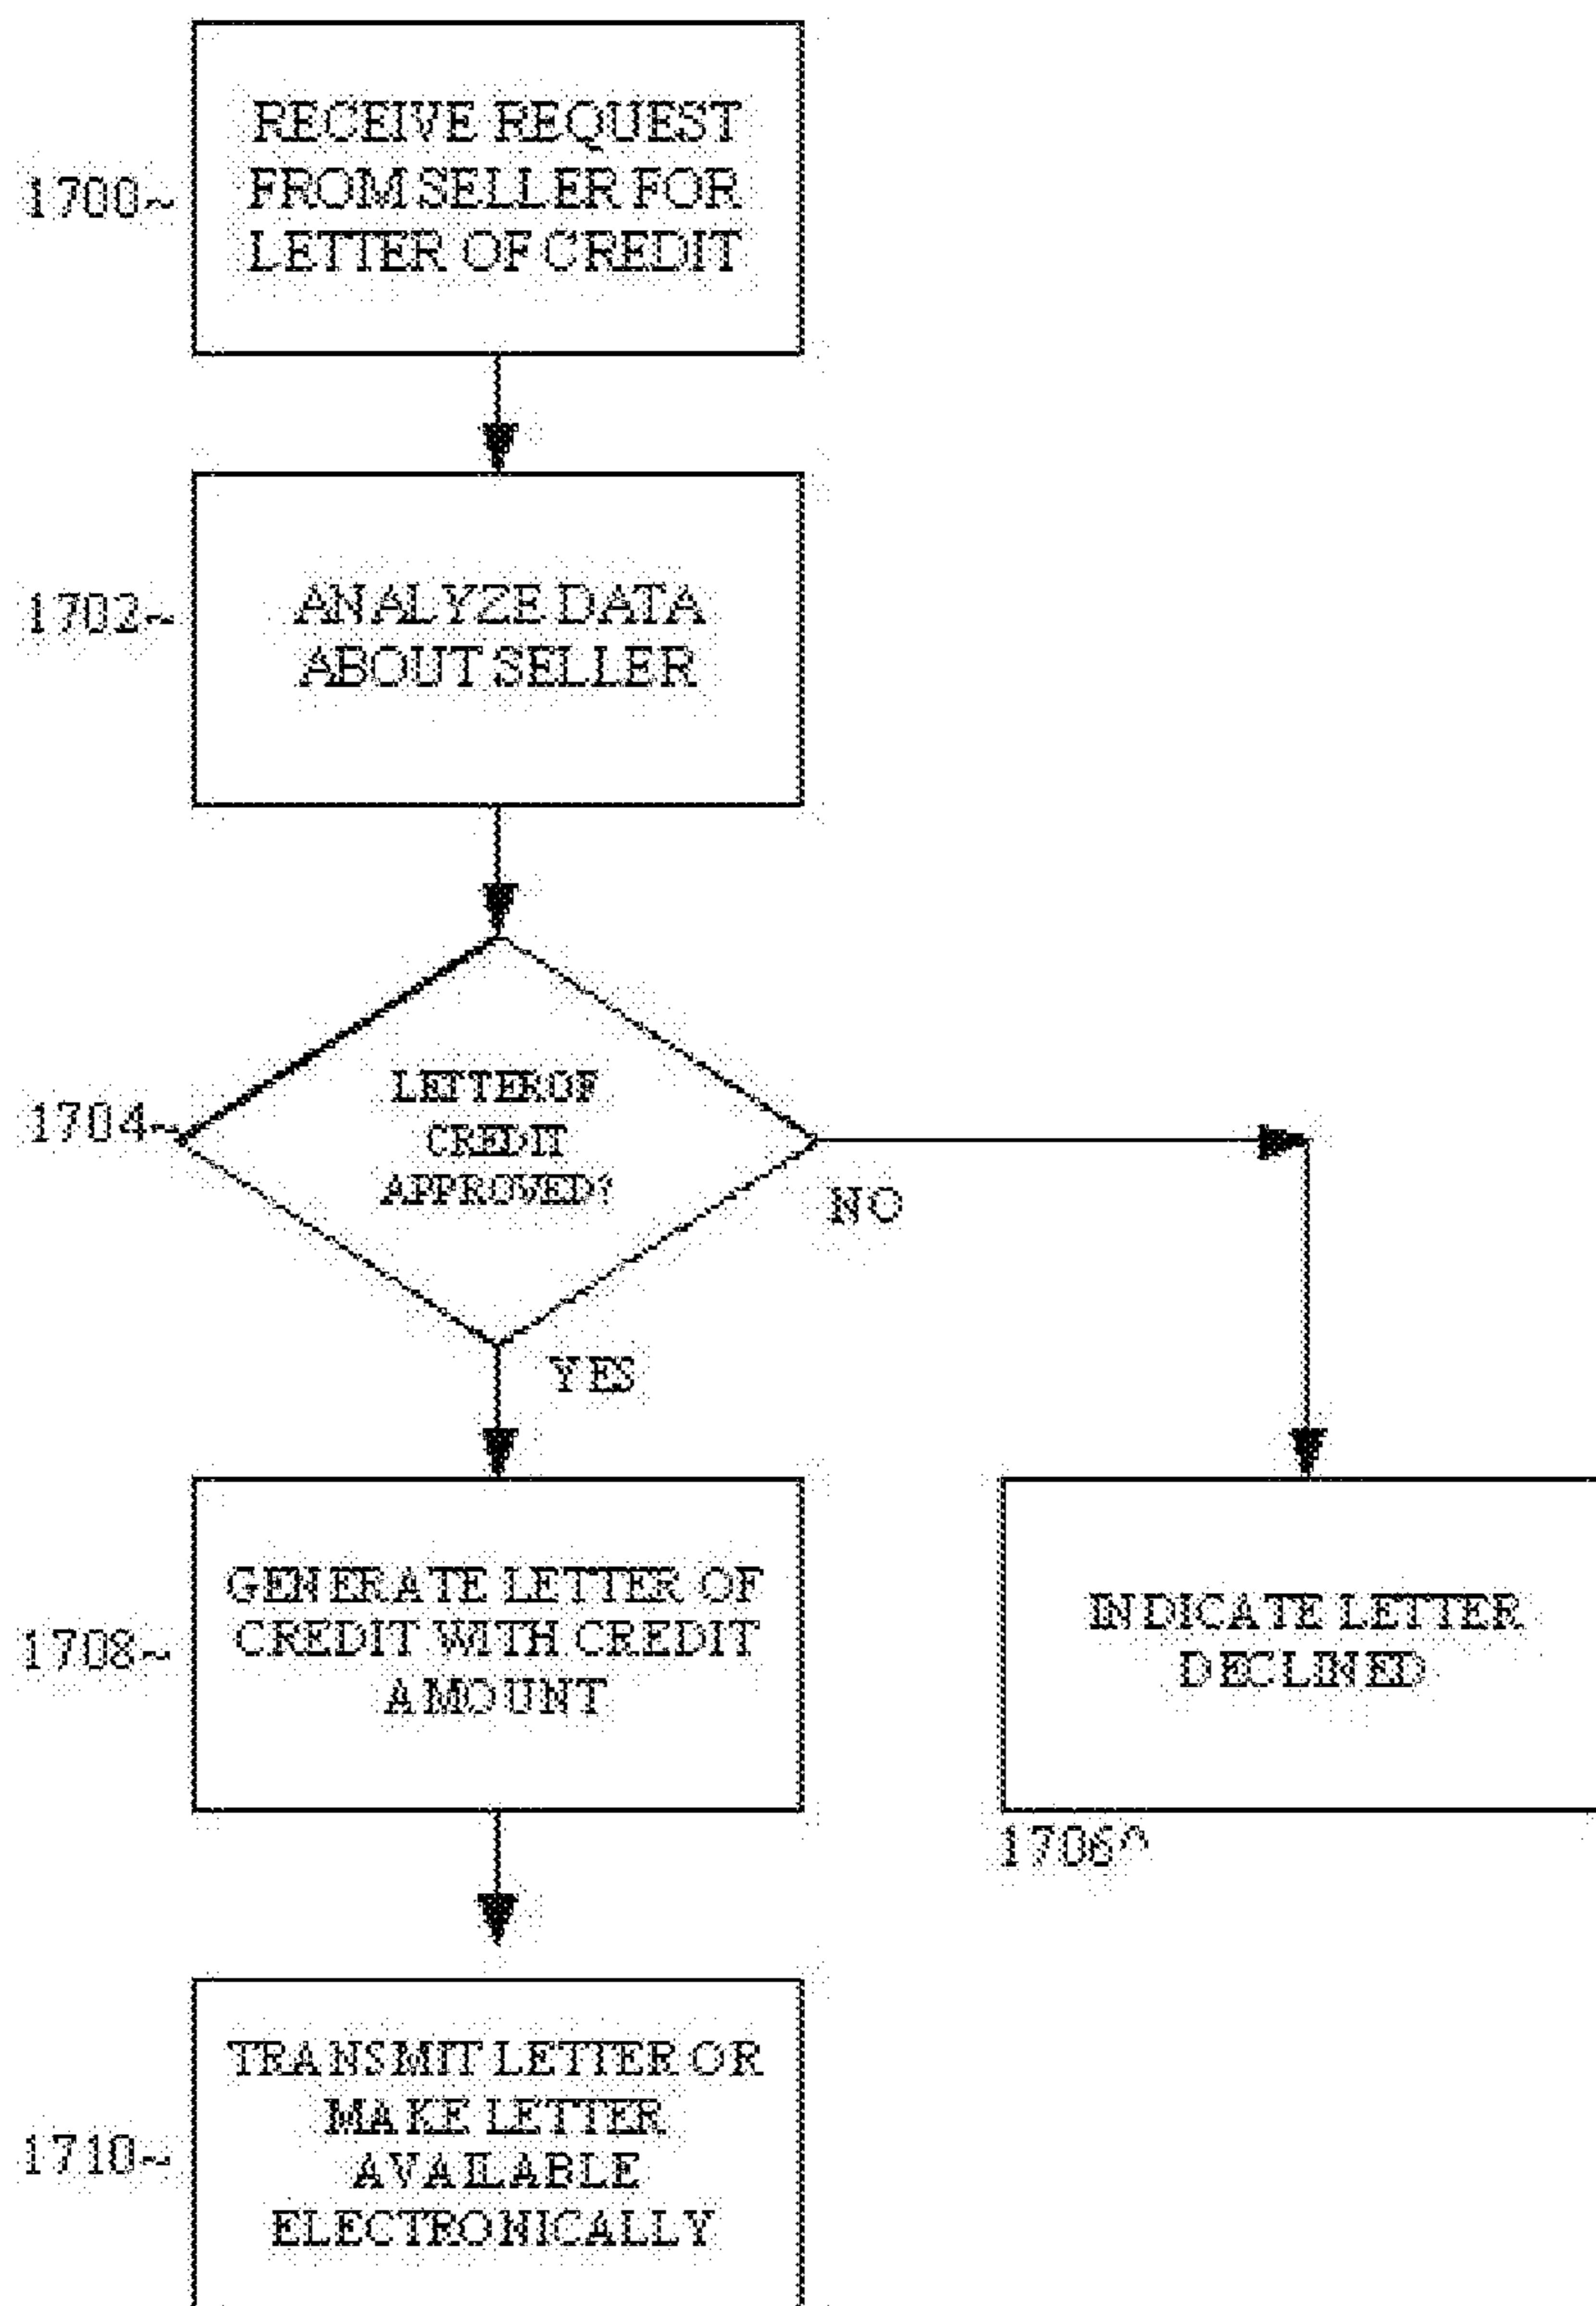 RECEIVE REQUEST
FROM SELLER FOR
LETTER OF CREDIT
1700~
ANALYZE DATA
ABOUT SELLER
1702~
LETTER OF
CREDIT
APPROVED?
1704~
NO
YES
GENERATE LETTER OF
CREDIT WITH CREDIT
AMOUNT
1708~
INDICATE LETTER
DECLINED
1706^
TRANSMIT LETTER OR
MAKE LETTER
AVAILABLE
ELECTRONICALLY
1710~